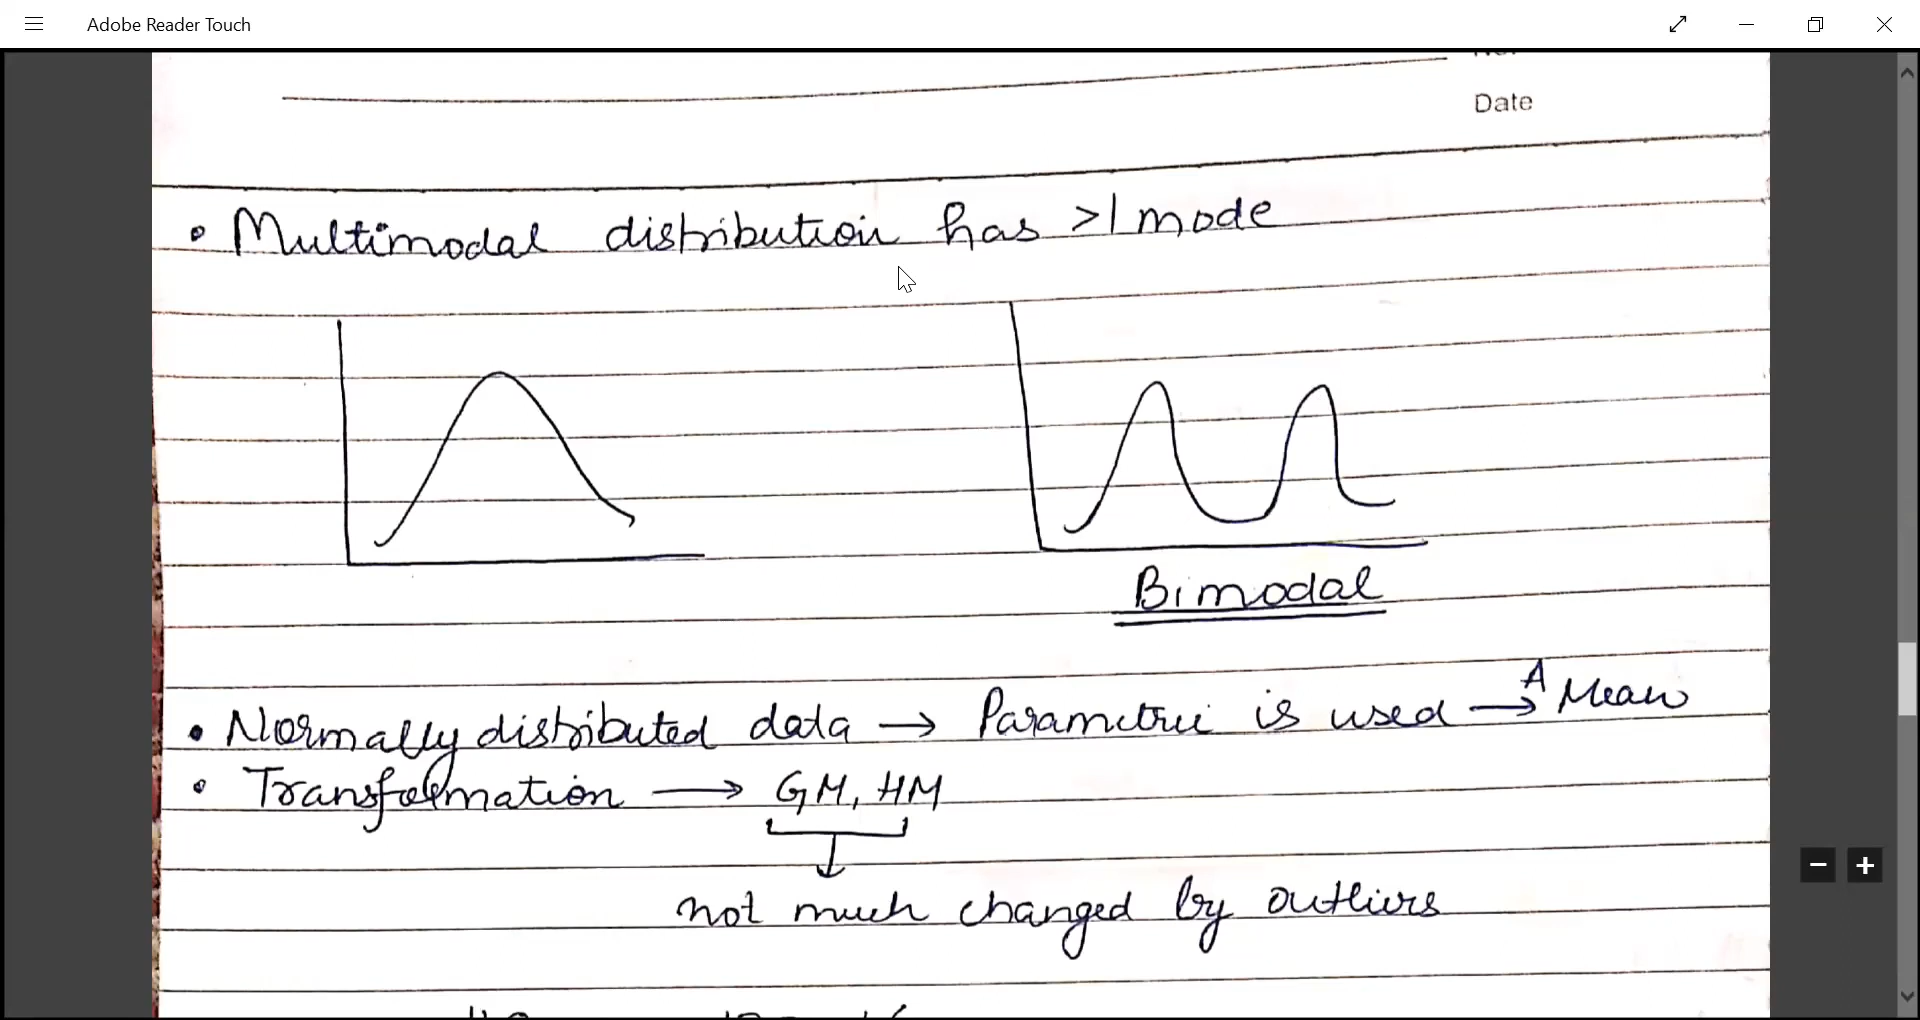 Adobe Reader Touch
Date
• Multimodal distribution has >1 mode
Bimodal
• Normally distributed data → Parametric is used → A Mean
• Transformation → GM, HM
not much changed by outliers